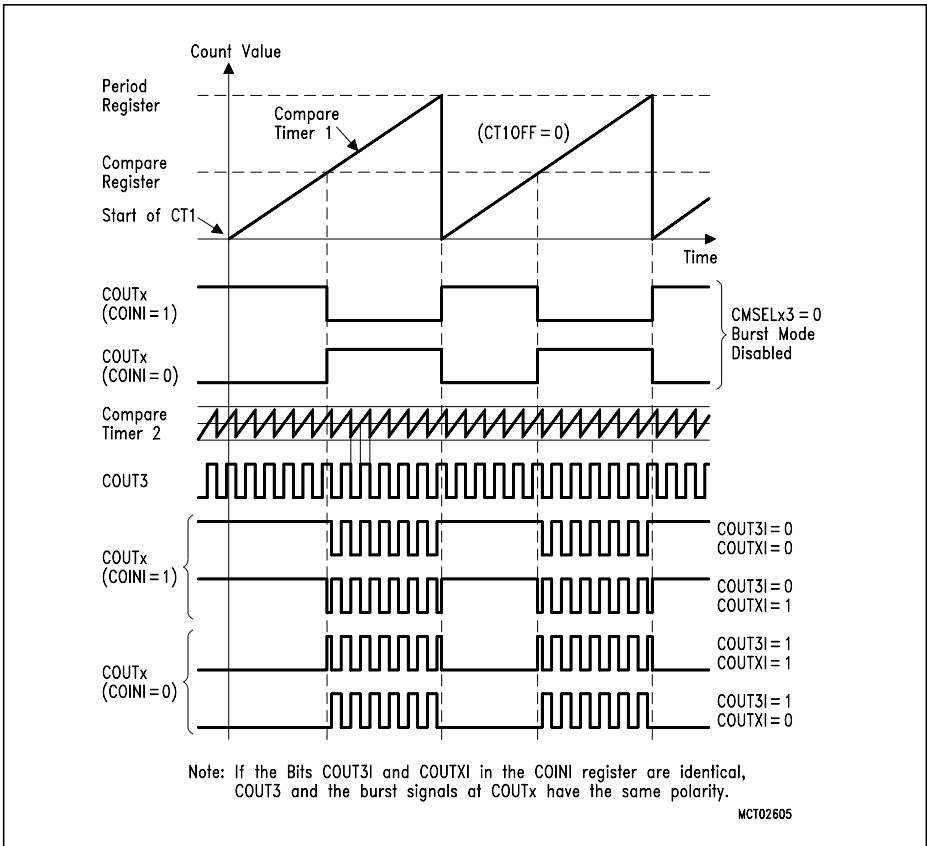 Count Value
Period
Register
Compare
Timer 1
(CT1OFF = 0)
Compare
Register
Start of CT1
Time
COUTx
(COINI = 1)
CMSELx3 = 0
Burst Mode
Disabled
COUTx
(COINI = 0)
Compare
Timer 2
COUT3
COUTx
(COINI = 1)
COUT3I = 0
COUTXI = 0
COUT3I = 0
COUTXI = 1
COUTx
(COINI = 0)
COUT3I = 1
COUTXI = 1
COUT3I = 1
COUTXI = 0
Note: If the Bits COUT3I and COUTXI in the COINI register are identical,
COUT3 and the burst signals at COUTx have the same polarity.
MCT02605